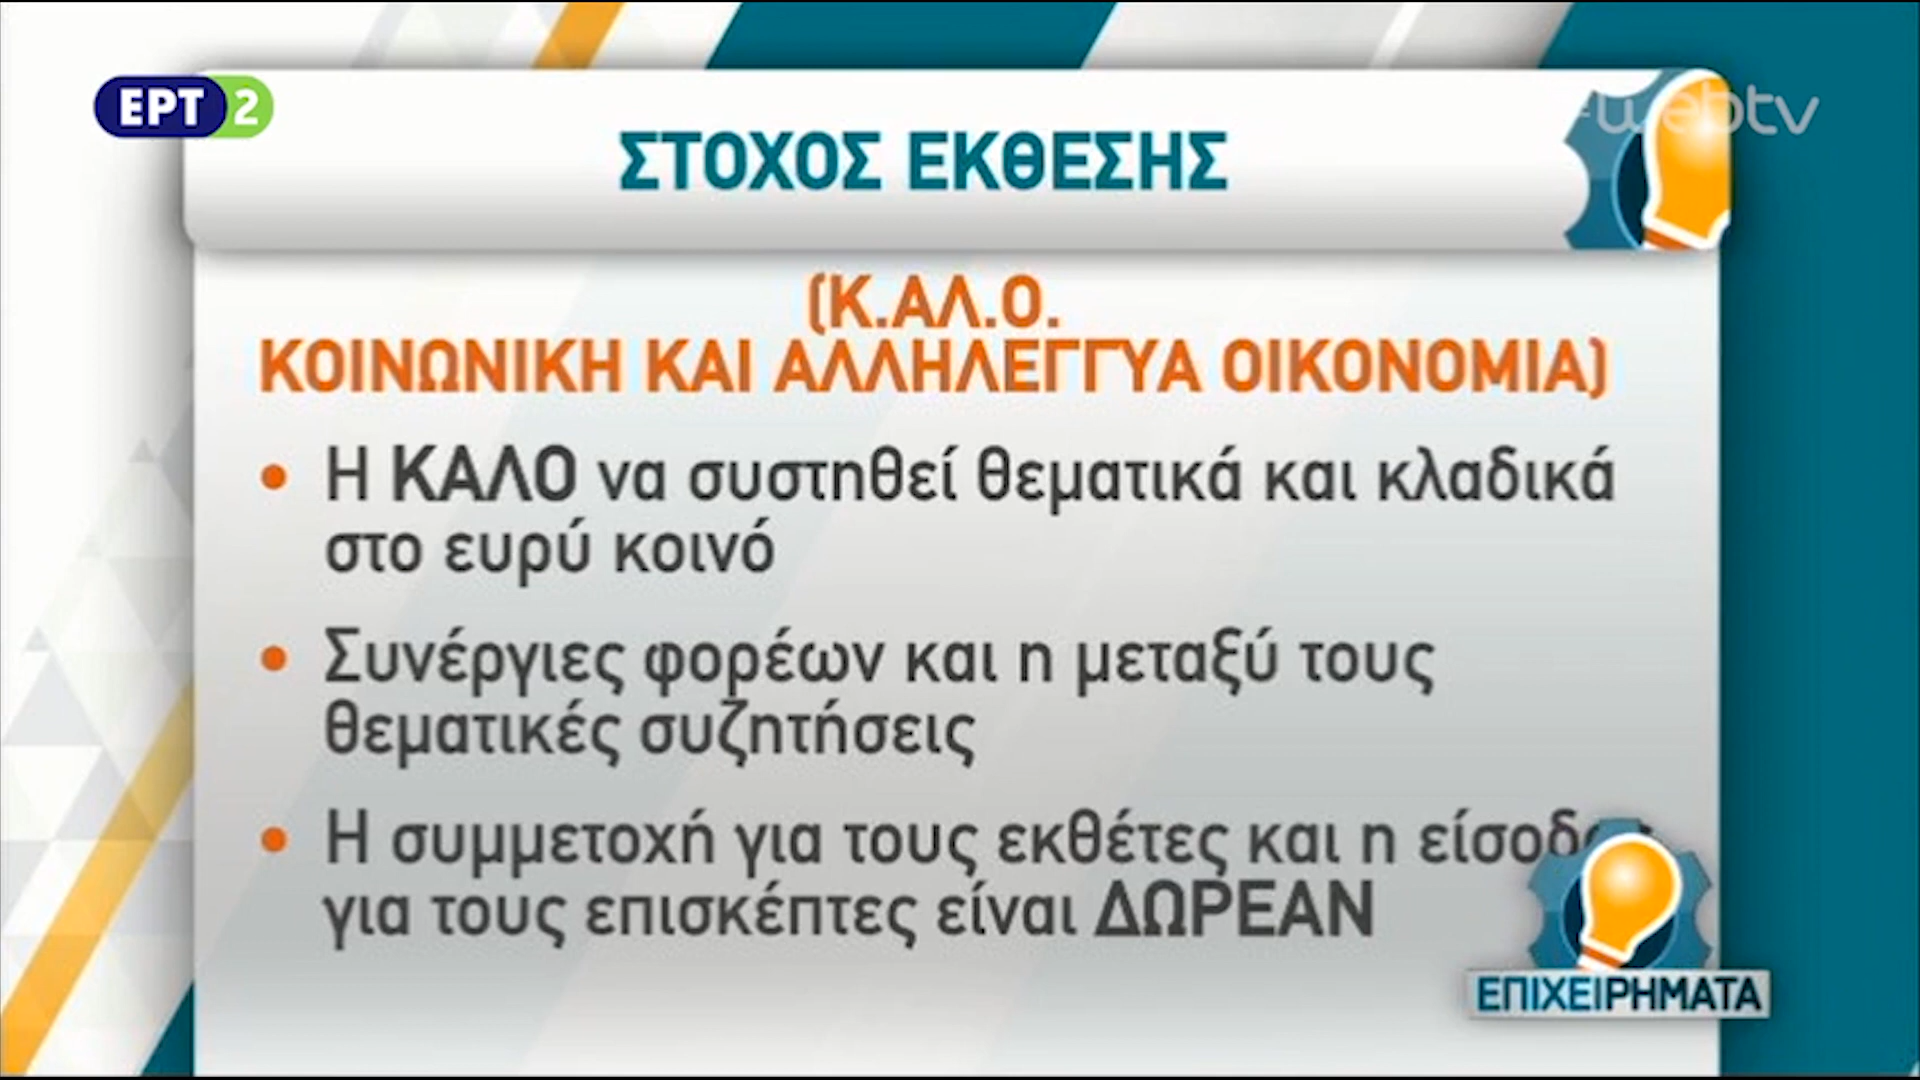 ΕΡΤ 2
webtv
ΣΤΟΧΟΣ ΕΚΘΕΣΗΣ
(Κ.ΑΛ.Ο.
ΚΟΙΝΩΝΙΚΗ ΚΑΙ ΑΛΛΗΛΕΓΓΥΑ ΟΙΚΟΝΟΜΙΑ)
• Η ΚΑΛΟ να συστηθεί θεματικά και κλαδικά
στο ευρύ κοινό
• Συνέργιες φορέων και η μεταξύ τους
θεματικές συζητήσεις
• Η συμμετοχή για τους εκθέτες και η
για τους επισκέπτες είναι ΔΩΡΕΑΝ
ΕΠΙΧΕΙΡΗΜΑΤΑ